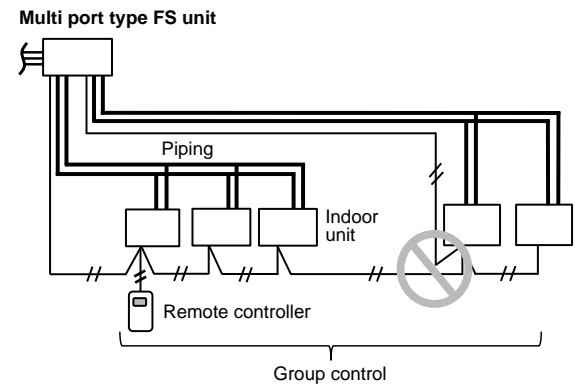 Multi port type FS unit
Piping
Indoor
unit
Remote controller
Group control